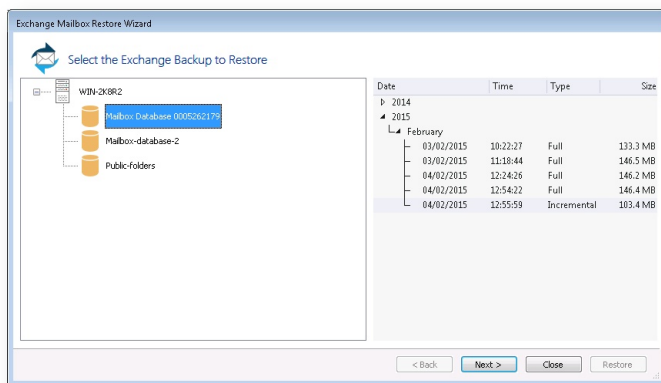 Exchange Mailbox Restore Wizard
Select the Exchange Backup to Restore
WIN-2K8R2
Mailbox Database 0005262179
Mailbox-database-2
Public-folders
Date Time Type Size
2014
2015
February
03/02/2015 10:22:27 Full 133.3 MB
03/02/2015 11:18:44 Full 146.5 MB
04/02/2015 12:24:26 Full 146.2 MB
04/02/2015 12:54:22 Full 146.4 MB
04/02/2015 12:55:59 Incremental 103.4 MB
< Back Next > Close Restore